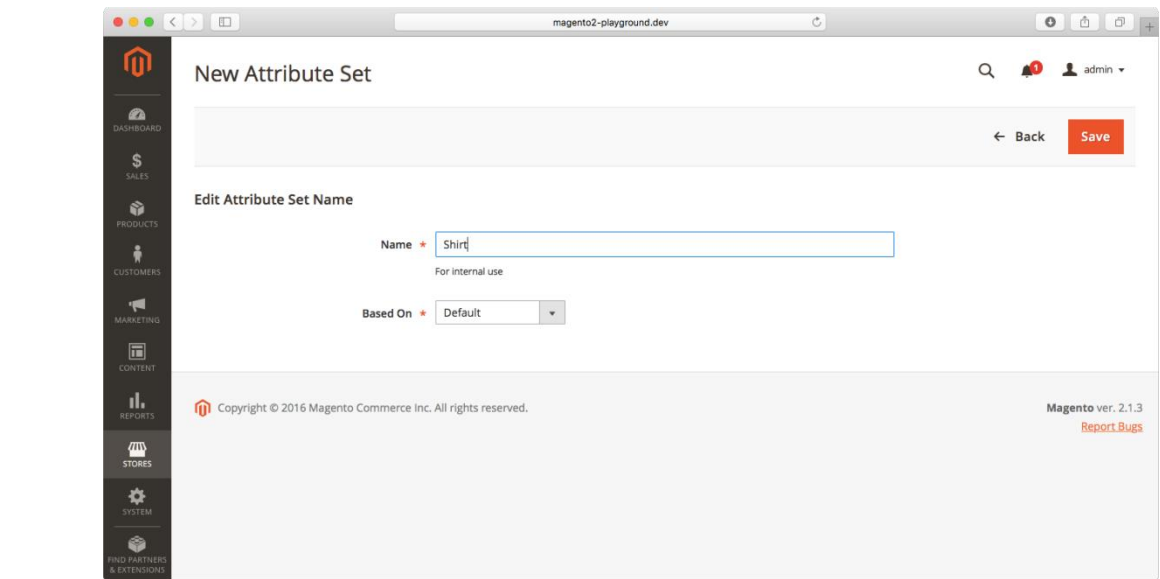 magento2-playground.dev
New Attribute Set
1
admin
DASHBOARD
SALES
PRODUCTS
CUSTOMERS
MARKETING
CONTENT
REPORTS
STORES
SYSTEM
FIND PARTNERS
& EXTENSIONS
← Back
Save
Edit Attribute Set Name
Name *
Shirt
For internal use
Based On *
Default
Copyright © 2016 Magento Commerce Inc. All rights reserved.
Magento ver. 2.1.3
Report Bugs